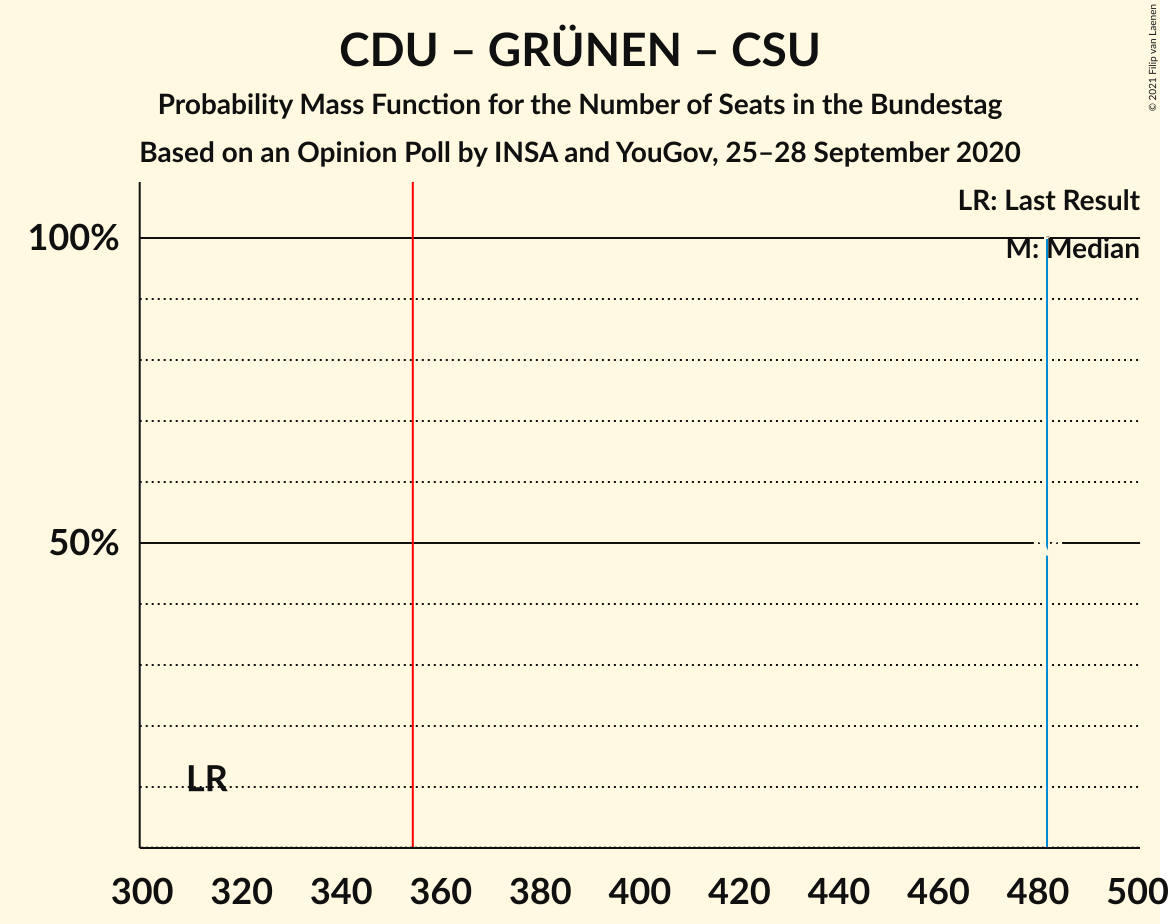 CDU – GRÜNEN – CSU
Probability Mass Function for the Number of Seats in the Bundestag
Based on an Opinion Poll by INSA and YouGov, 25–28 September 2020
© 2021 Filip van Laenen
LR: Last Result
M: Median
100%
50%
LR
300 320 340 360 380 400 420 440 460 480 500